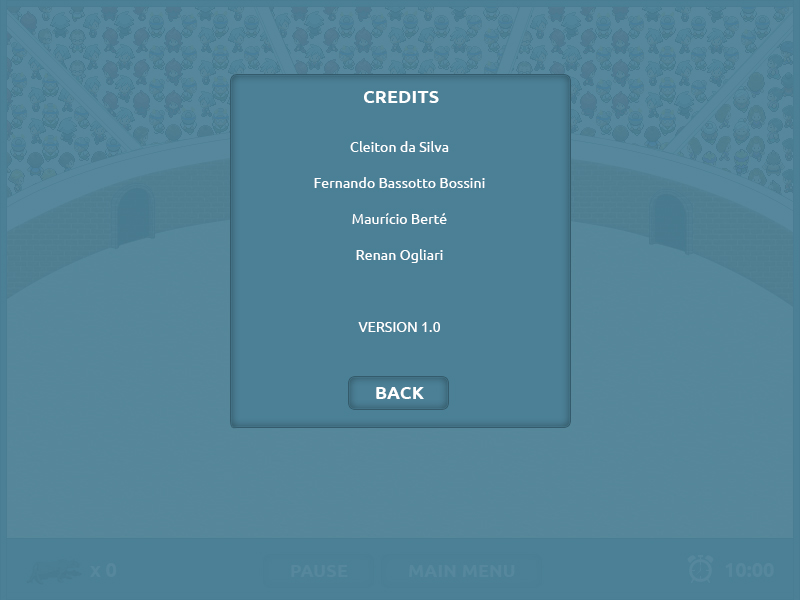 CREDITS
Cleiton da Silva
Fernando Bassotto Bossini
Maurício Berté
Renan Ogliari
VERSION 1.0
BACK
x 0
PAUSE
MAIN MENU
10:00